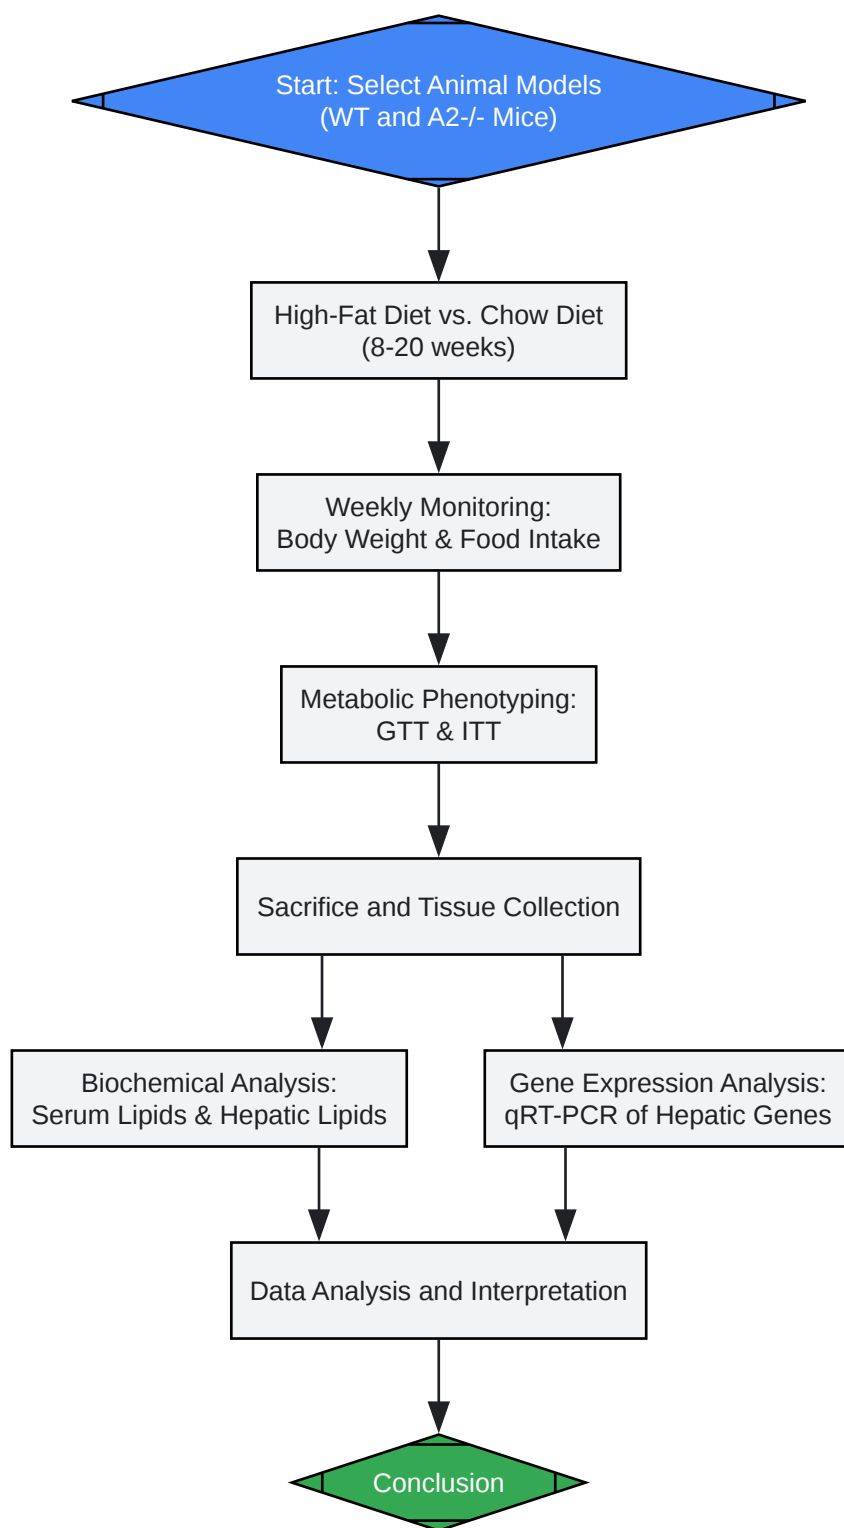 Start: Select Animal Models
(WT and A2-/- Mice)
High-Fat Diet vs. Chow Diet
(8-20 weeks)
Weekly Monitoring:
Body Weight & Food Intake
Metabolic Phenotyping:
GTT & ITT
Sacrifice and Tissue Collection
Biochemical Analysis:
Serum Lipids & Hepatic Lipids
Gene Expression Analysis:
qRT-PCR of Hepatic Genes
Data Analysis and Interpretation
Conclusion